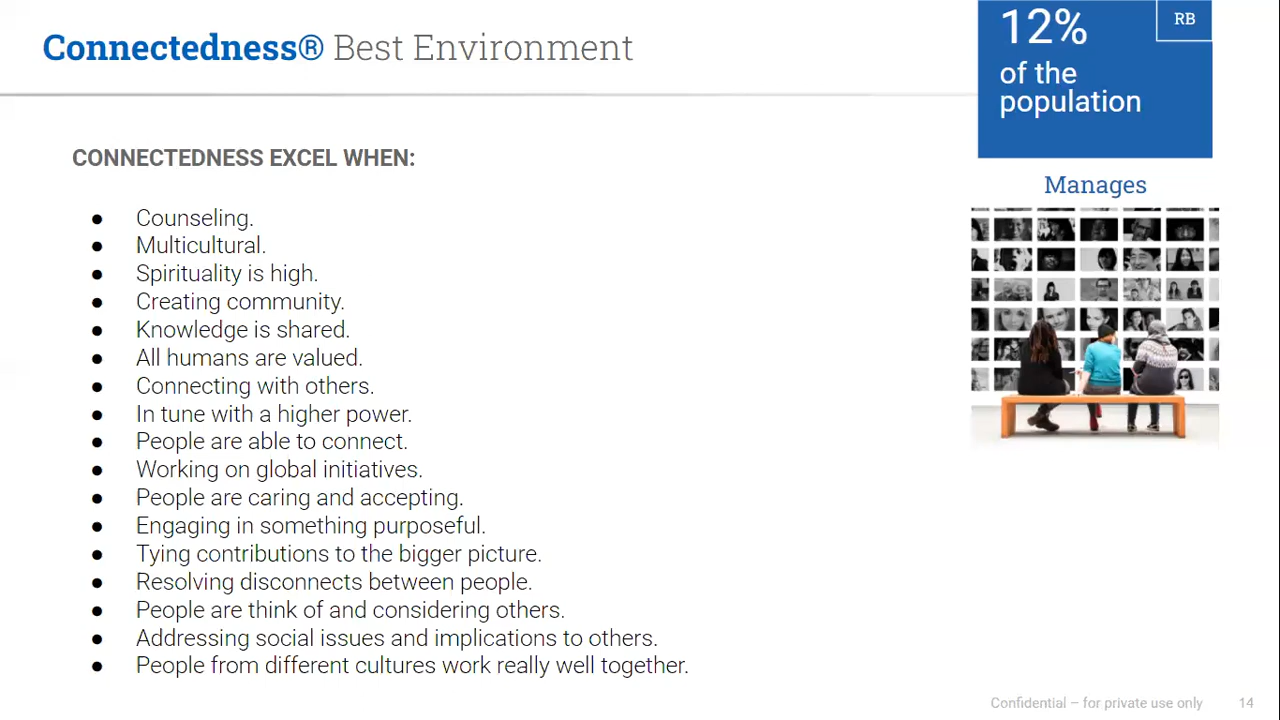 Connectedness® Best Environment
12%
of the
population
RB
CONNECTEDNESS EXCEL WHEN:
Manages
● Counseling.
● Multicultural.
● Spirituality is high.
● Creating community.
● Knowledge is shared.
● All humans are valued.
● Connecting with others.
● In tune with a higher power.
● People are able to connect.
● Working on global initiatives.
● People are caring and accepting.
● Engaging in something purposeful.
● Tying contributions to the bigger picture.
● Resolving disconnects between people.
● People are think of and considering others.
● Addressing social issues and implications to others.
● People from different cultures work really well together.
Confidential – for private use only 14